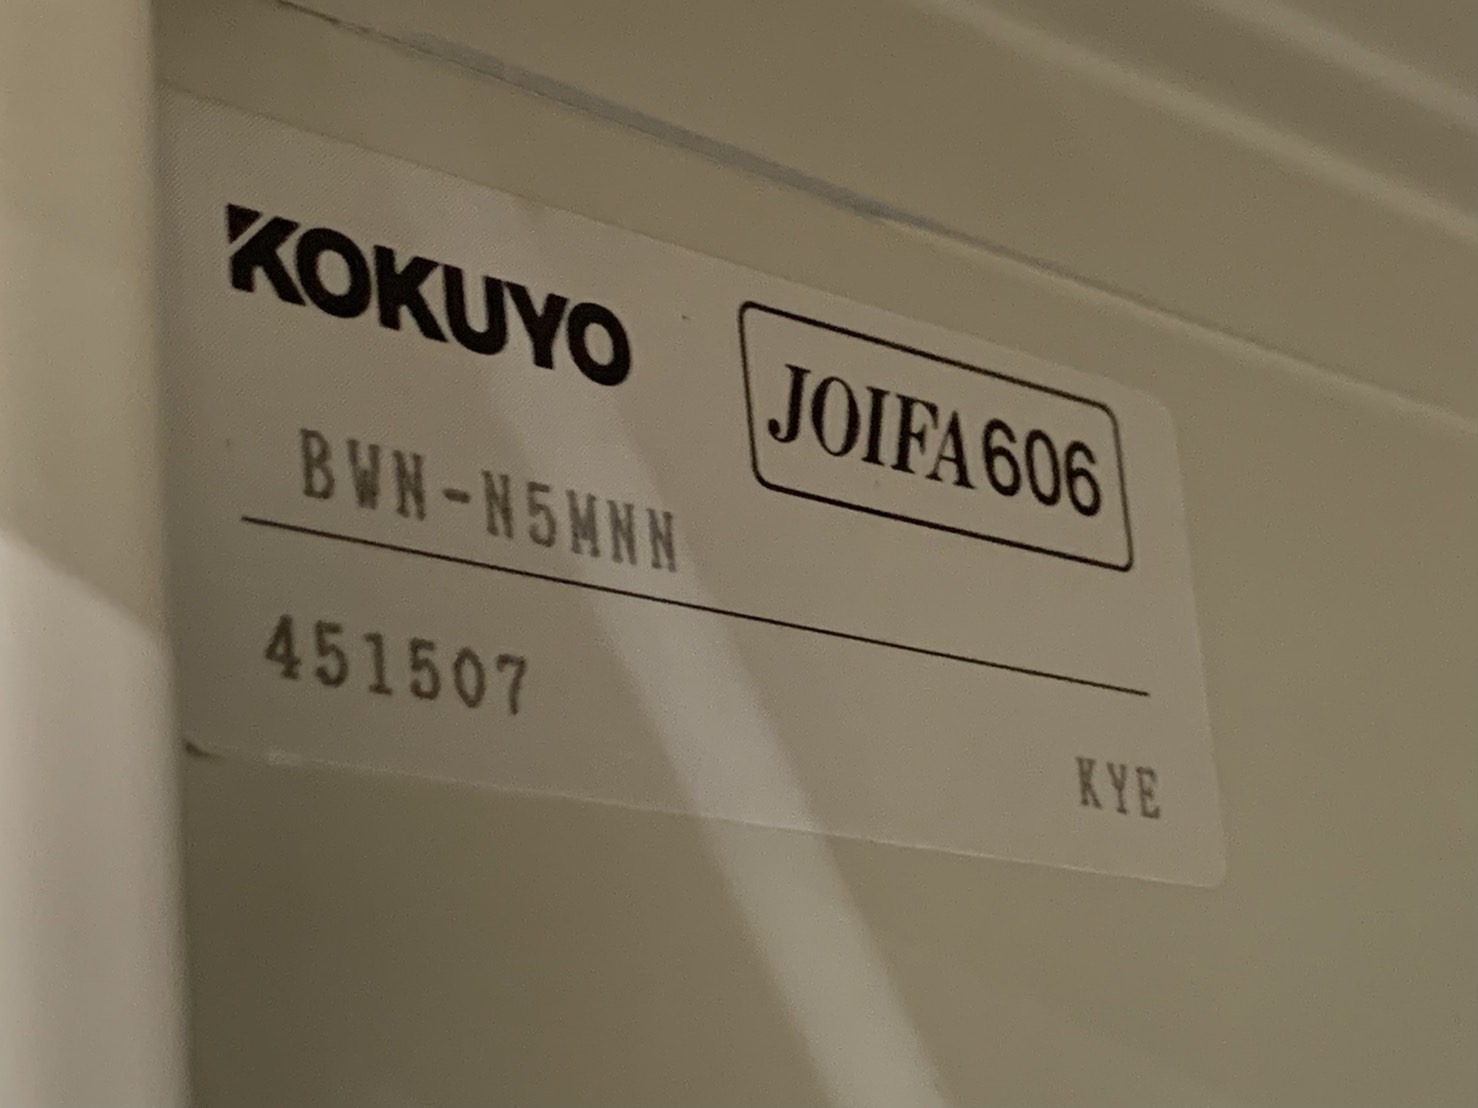 KOKUYO
JOIFA606
BWN-N5MNN
451507
KYE